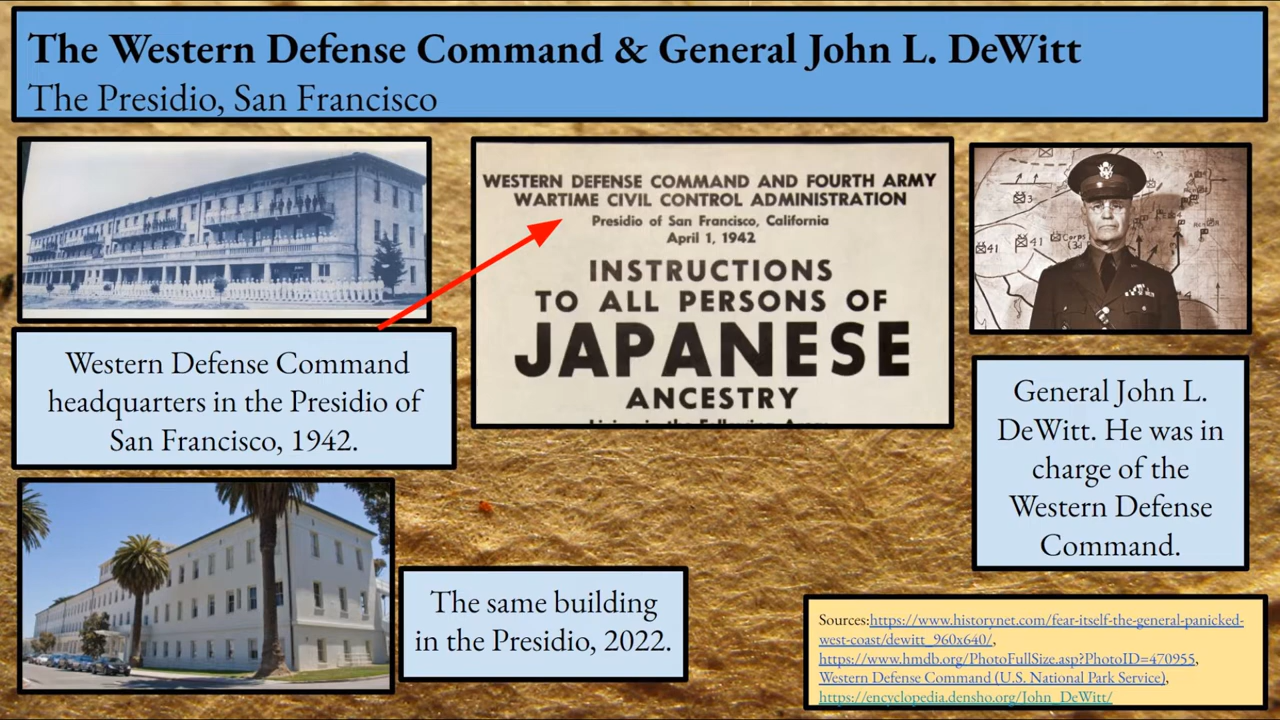 The Western Defense Command & General John L. DeWitt
The Presidio, San Francisco
WESTERN DEFENSE COMMAND AND FOURTH ARMY
WARTIME CIVIL CONTROL ADMINISTRATION
Presidio of San Francisco, California
April 1, 1942
INSTRUCTIONS
TO ALL PERSONS OF
JAPANESE
ANCESTRY
Western Defense Command
headquarters in the Presidio of
San Francisco, 1942.
41
41
3
Corps
General John L.
DeWitt. He was in
charge of the
Western Defense
Command.
The same building
in the Presidio, 2022.
Sources:https://www.historynet.com/fear-itself-the-general-panicked-
west-coast/dewitt_960x640/,
https://www.hmdb.org/PhotoFullSize.asp?PhotoID=470955,
Western Defense Command (U.S. National Park Service),
https://encyclopedia.densho.org/John_DeWitt/